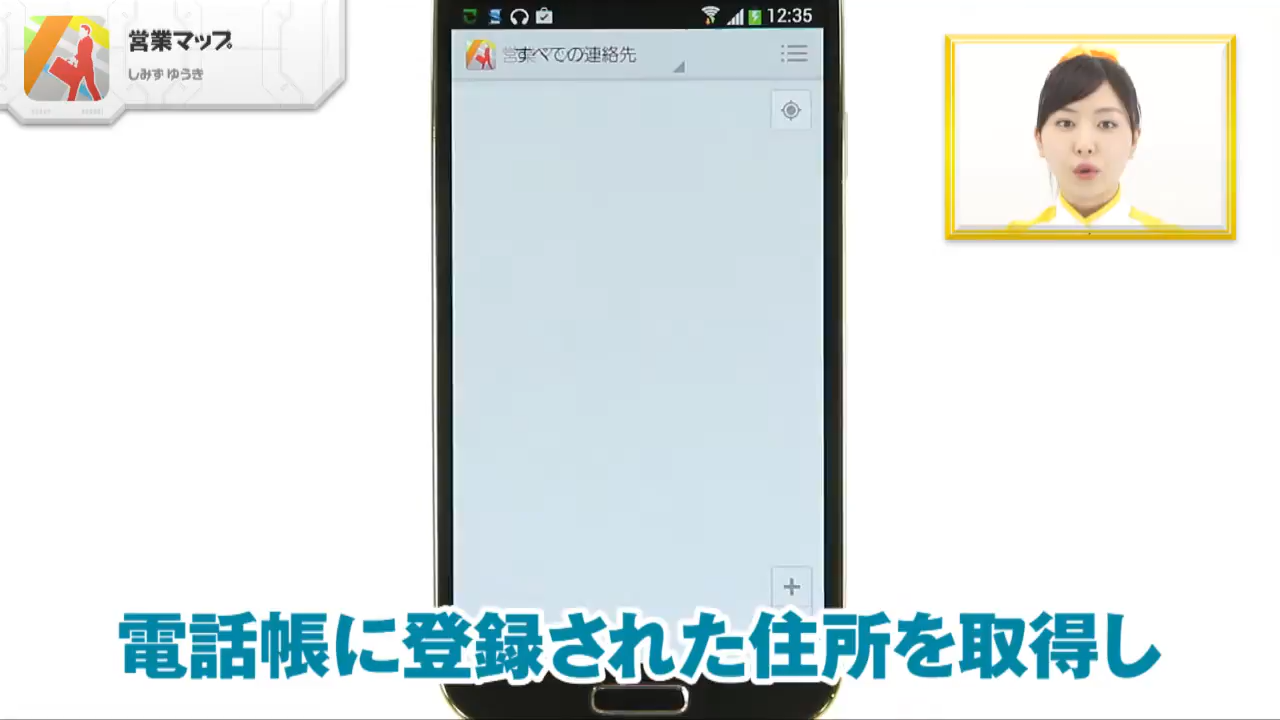 営業マップ
しみず ゆうき
12:35
すべての連絡先
電話帳に登録された住所を取得し